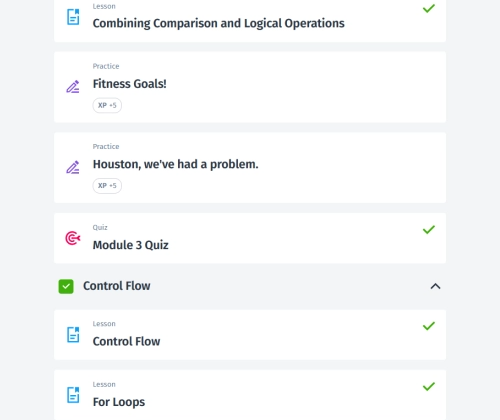 Lesson
Combining Comparison and Logical Operations
Practice
Fitness Goals!
XP +5
Practice
Houston, we've had a problem.
XP +5
Quiz
Module 3 Quiz
Control Flow
Lesson
Control Flow
Lesson
For Loops